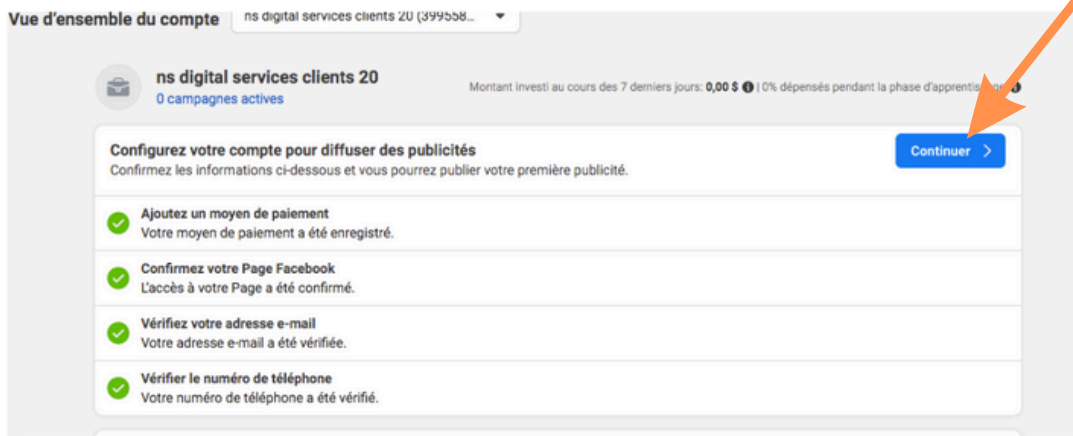 Vue d'ensemble du compte ns digital services clients 20 (399558...
ns digital services clients 20
0 campagnes actives
Montant investi au cours des 7 derniers jours: 0,00 $ | 0% dépensés pendant la phase
Configurez votre compte pour diffuser des publicités
Confirmez les informations ci-dessous et vous pourrez publier votre première publicité.
Continuer
Ajoutez un moyen de paiement
Votre moyen de paiement a été enregistré.
Confirmez votre Page Facebook
L'accès à votre Page a été confirmé.
Vérifiez votre adresse e-mail
Votre adresse e-mail a été vérifiée.
Vérifier le numéro de téléphone
Votre numéro de téléphone a été vérifié.